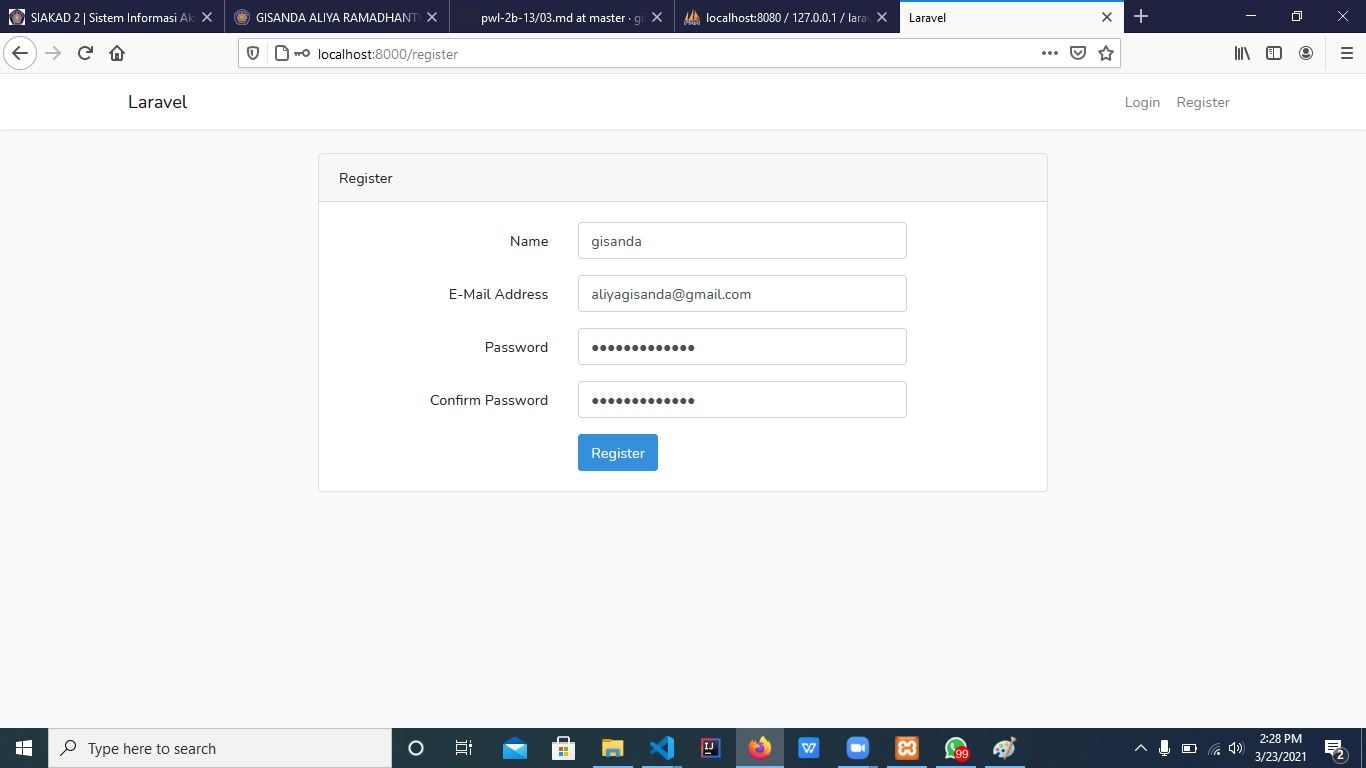 SIAKAD 2 | Sistem Informasi Ak
GISANDA ALIYA RAMADHANTY
pwl-2b-13/03.md at master · gi
localhost:8080 / 127.0.0.1 / larav
Laravel
localhost:8000/register
Laravel
Login
Register
Register
Name
gisanda
E-Mail Address
aliyagisanda@gmail.com
Password
Confirm Password
Register
Type here to search
99
2:28 PM
3/23/2021
2